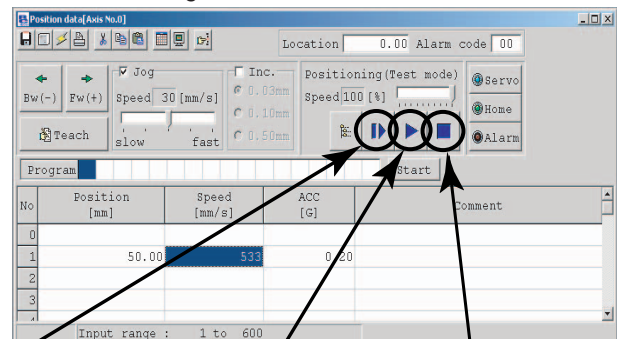 Position data[Axis No.0]
Location 0.00 Alarm code 00
Bw(-) Fw(+)
Jog
Speed 30 [mm/s]
slow fast
Teach
Inc.
0.03mm
0.10mm
0.50mm
Positioning(Test mode)
Speed 100 [%]
Servo
Home
Alarm
Program Start
No Position [mm] Speed [mm/s] ACC [G] Comment
0
1 50.00 533 0.20
2
3
4
Input range : 1 to 600